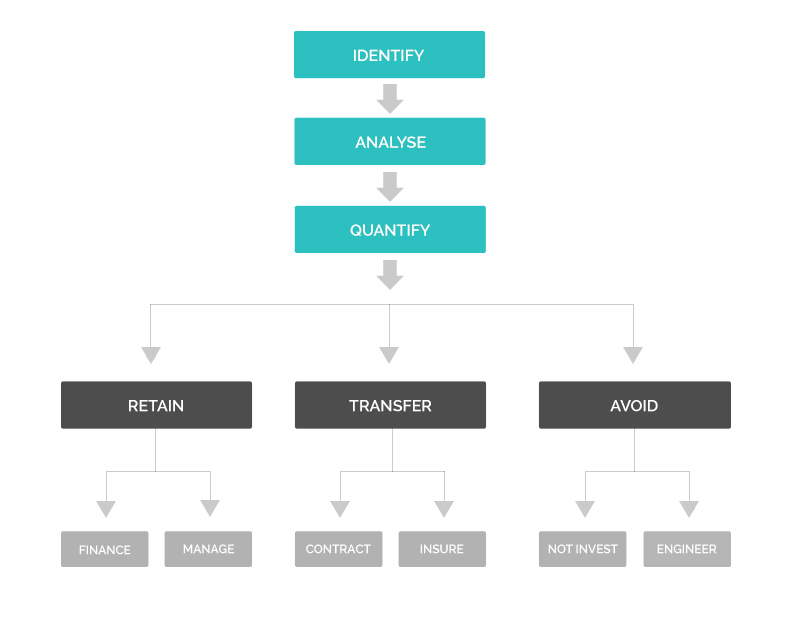 IDENTIFY
ANALYSE
QUANTIFY
RETAIN
TRANSFER
AVOID
FINANCE
MANAGE
CONTRACT
INSURE
NOT INVEST
ENGINEER